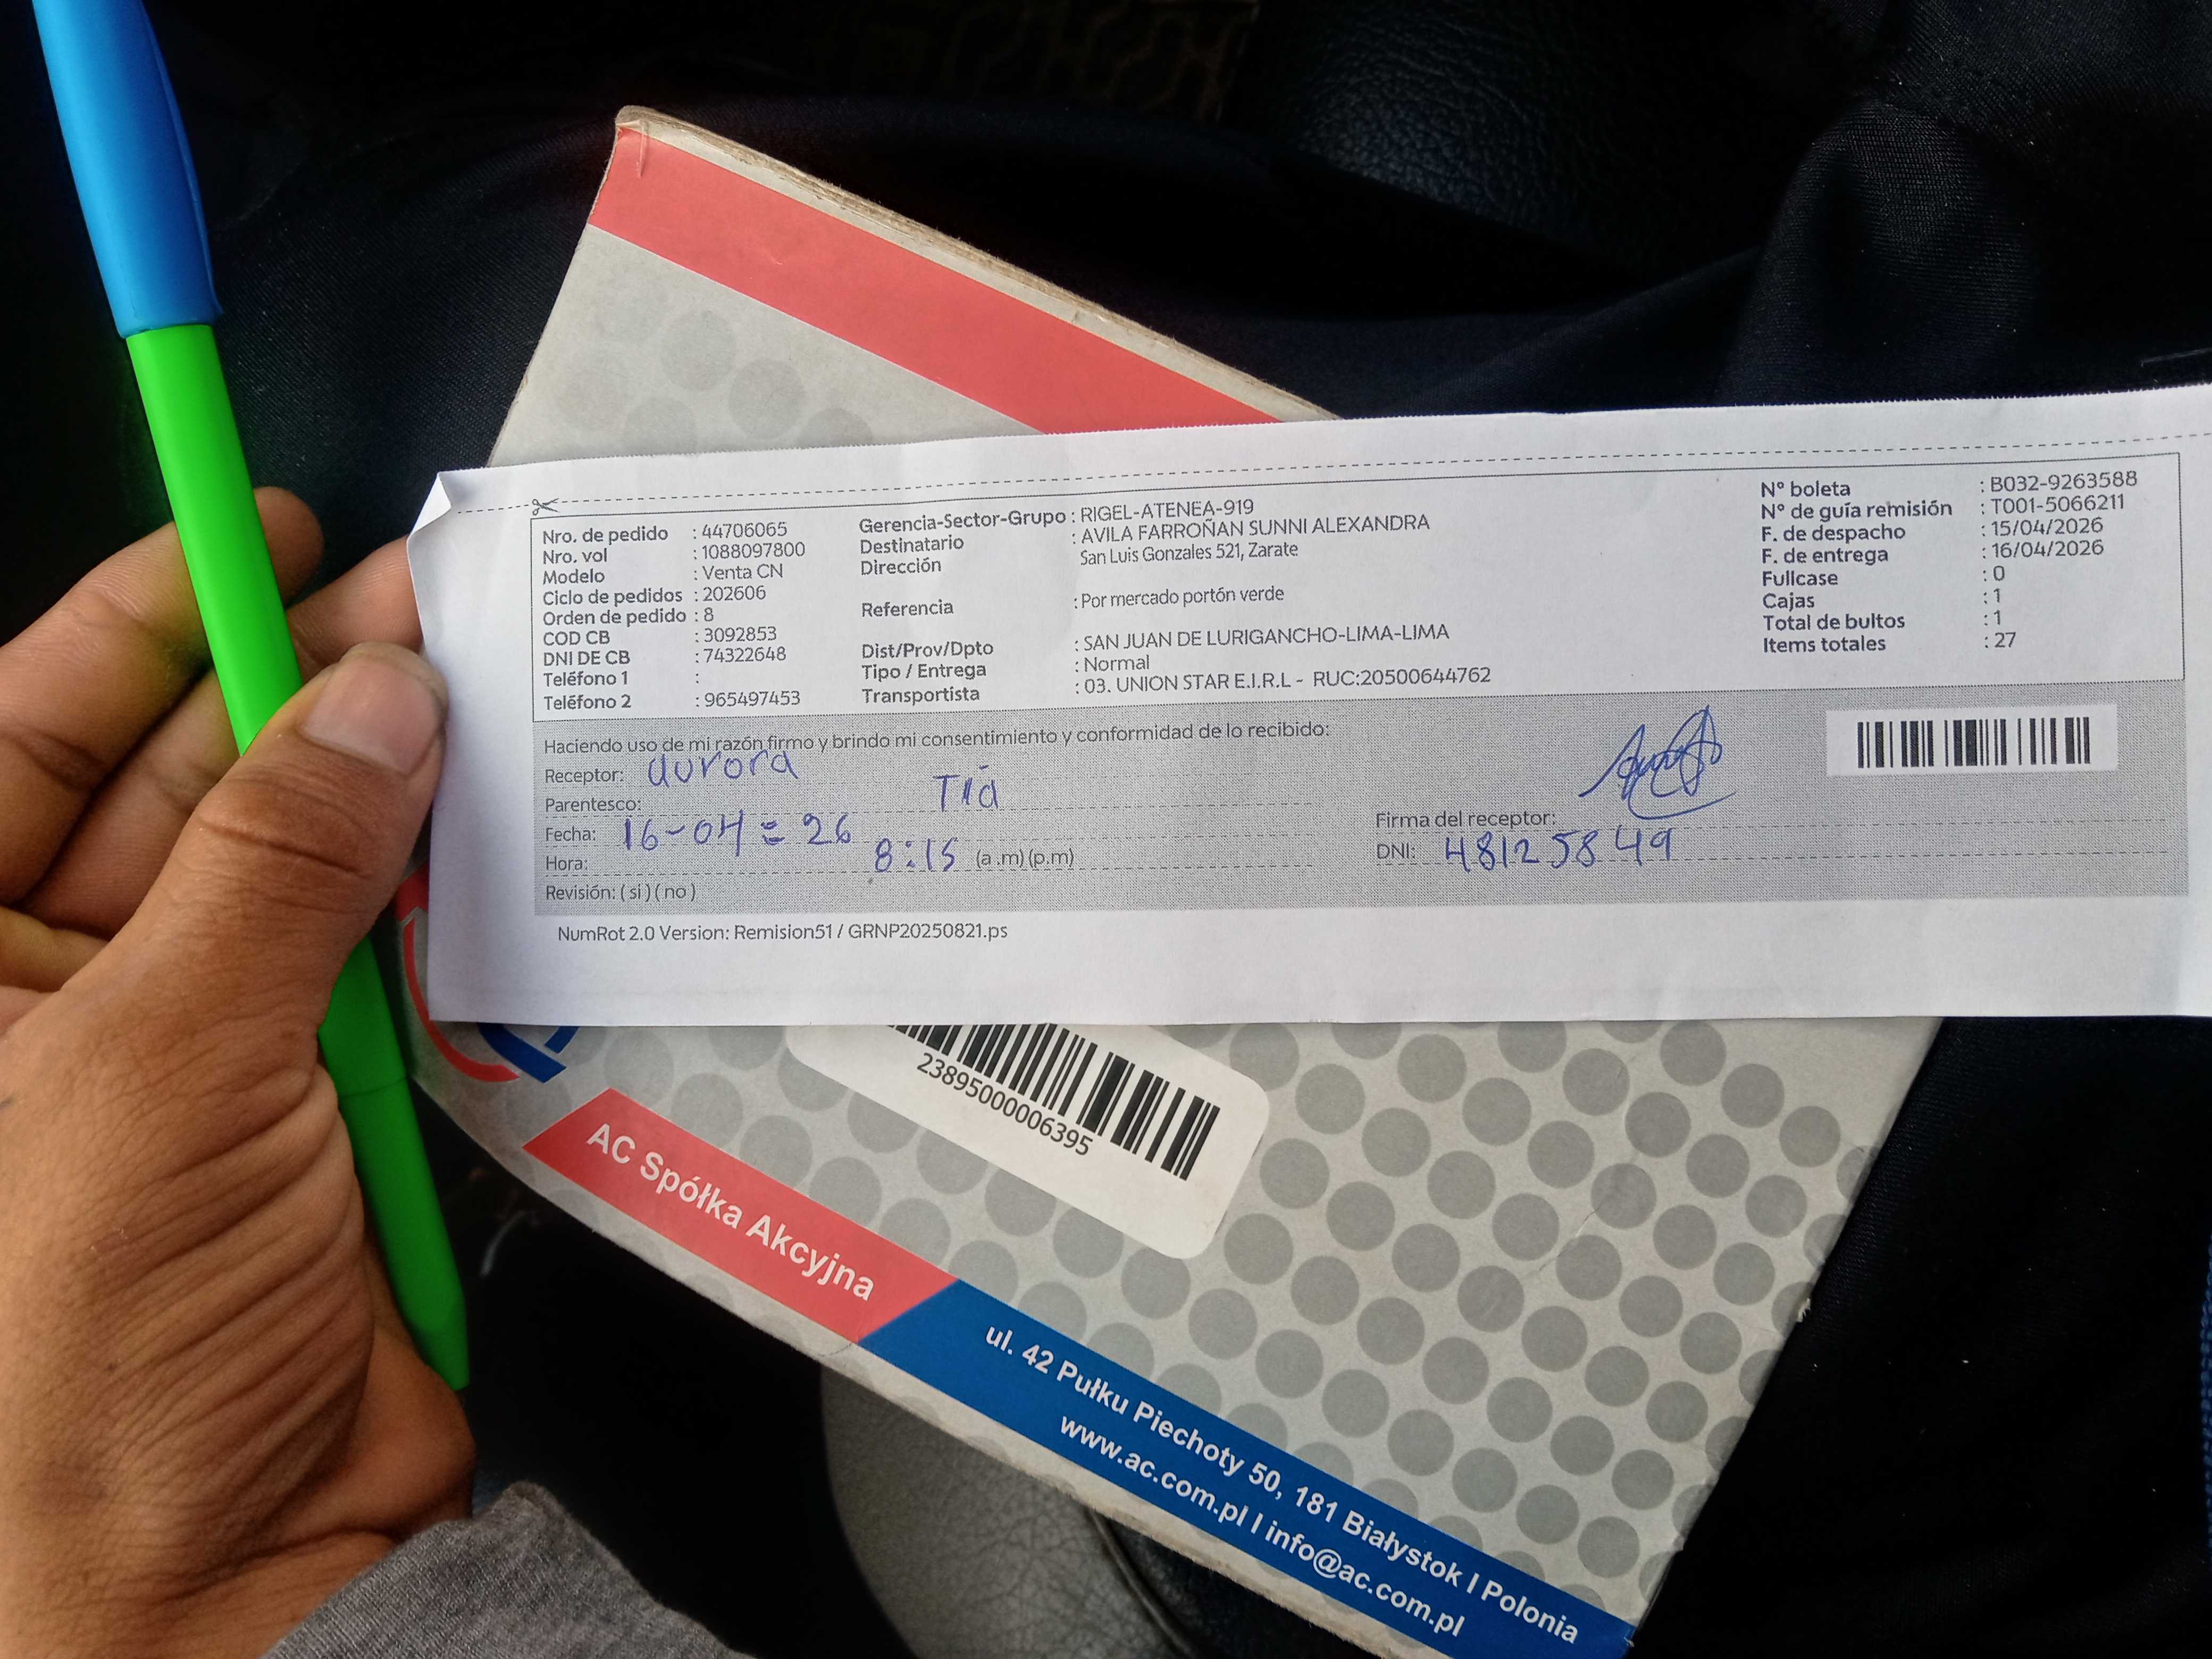 Nro. de pedido : 44706065
Nro. vol : 1088097800
Modelo : Venta CN
Ciclo de pedidos : 202606
Orden de pedido : 8
COD CB : 3092853
DNI DE CB : 74322648
Teléfono 1 :
Teléfono 2 : 965497453
Gerencia-Sector-Grupo : RIGEL-ATENEA-919
Destinatario : AVILA FARROÑAN SUNNI ALEXANDRA
Dirección San Luis Gonzales 521, Zarate
Referencia : Por mercado portón verde
Dist/Prov/Dpto : SAN JUAN DE LURIGANCHO-LIMA-LIMA
Tipo / Entrega : Normal
Transportista : 03. UNION STAR E.I.R.L - RUC:20500644762
N° boleta : B032-9263588
N° de guía remisión : T001-5066211
F. de despacho : 15/04/2026
F. de entrega : 16/04/2026
Fullcase : 0
Cajas : 1
Total de bultos : 1
Items totales : 27
Haciendo uso de mi razón firmo y brindo mi consentimiento y conformidad de lo recibido:
Receptor: aurora
Parentesco: Tía
Fecha: 16-04=26
Hora: 8:15 (a .m) (p.m)
Revisión: ( si ) ( no )
Firma del receptor:
DNI: 48125849
NumRot 2.0 Version: Remision51 / GRNP20250821.ps
23895000006395
AC Spółka Akcyjna
ul. 42 Pułku Piechoty 50, 181 Białystok I Polonia
www.ac.com.pl I info@ac.com.pl